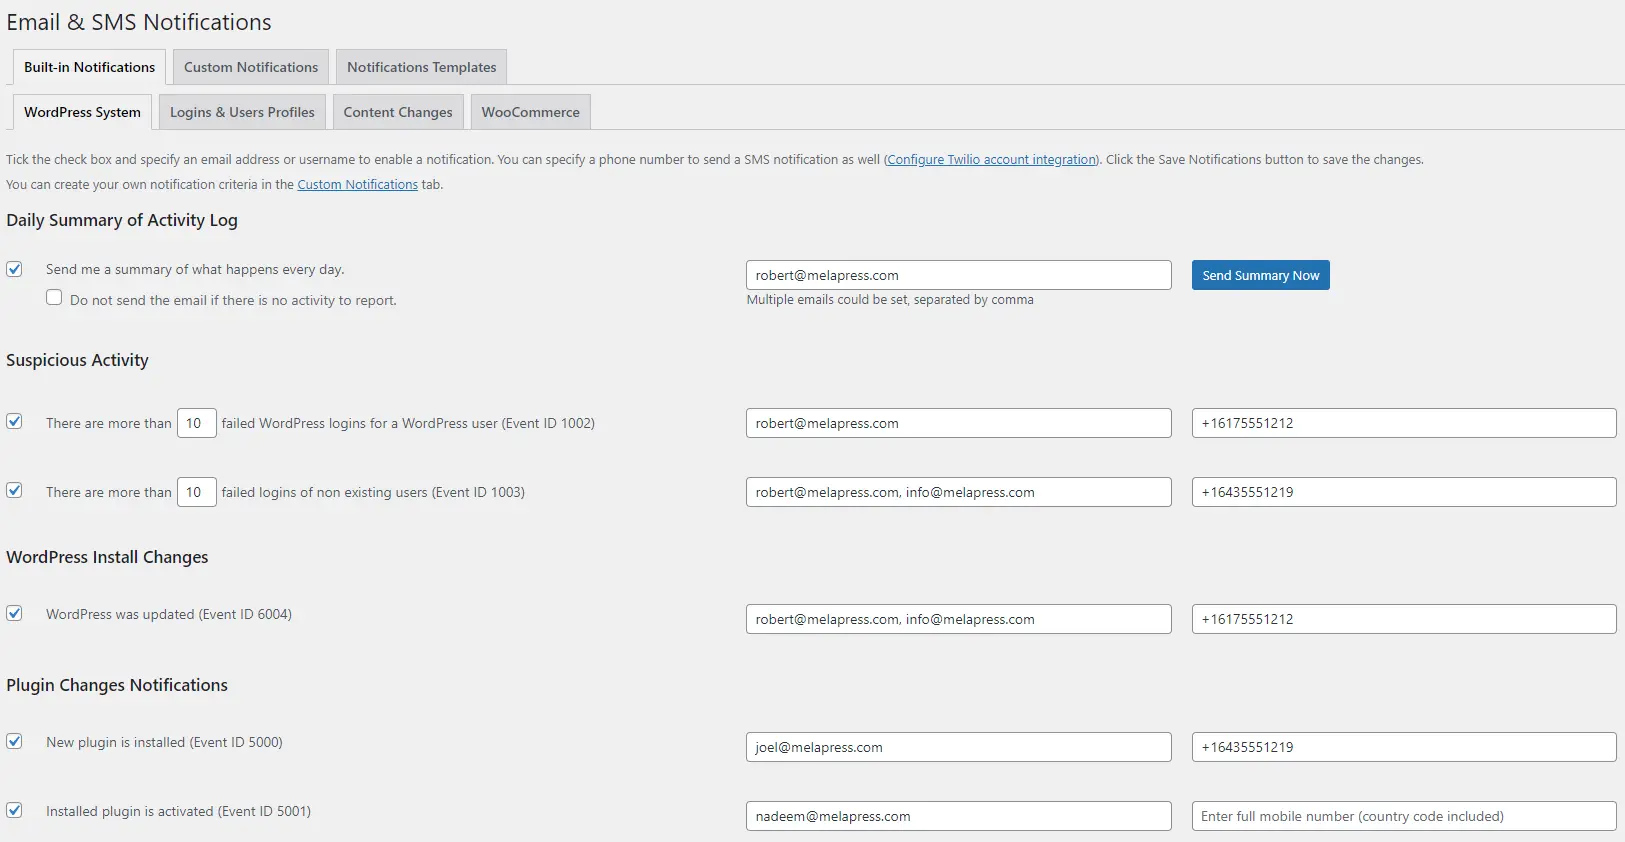 Email & SMS Notifications
Built-in Notifications
Custom Notifications
Notifications Templates
WordPress System
Logins & Users Profiles
Content Changes
WooCommerce
Tick the check box and specify an email address or username to enable a notification. You can specify a phone number to send a SMS notification as well (Configure Twilio account integration). Click the Save Notifications button to save the changes.
You can create your own notification criteria in the Custom Notifications tab.
Daily Summary of Activity Log
Send me a summary of what happens every day.
robert@melapress.com
Send Summary Now
Do not send the email if there is no activity to report.
Multiple emails could be set, separated by comma
Suspicious Activity
There are more than 10 failed WordPress logins for a WordPress user (Event ID 1002)
robert@melapress.com
+16175551212
There are more than 10 failed logins of non existing users (Event ID 1003)
robert@melapress.com, info@melapress.com
+16435551219
WordPress Install Changes
WordPress was updated (Event ID 6004)
robert@melapress.com, info@melapress.com
+16175551212
Plugin Changes Notifications
New plugin is installed (Event ID 5000)
joel@melapress.com
+16435551219
Installed plugin is activated (Event ID 5001)
nadeem@melapress.com
Enter full mobile number (country code included)